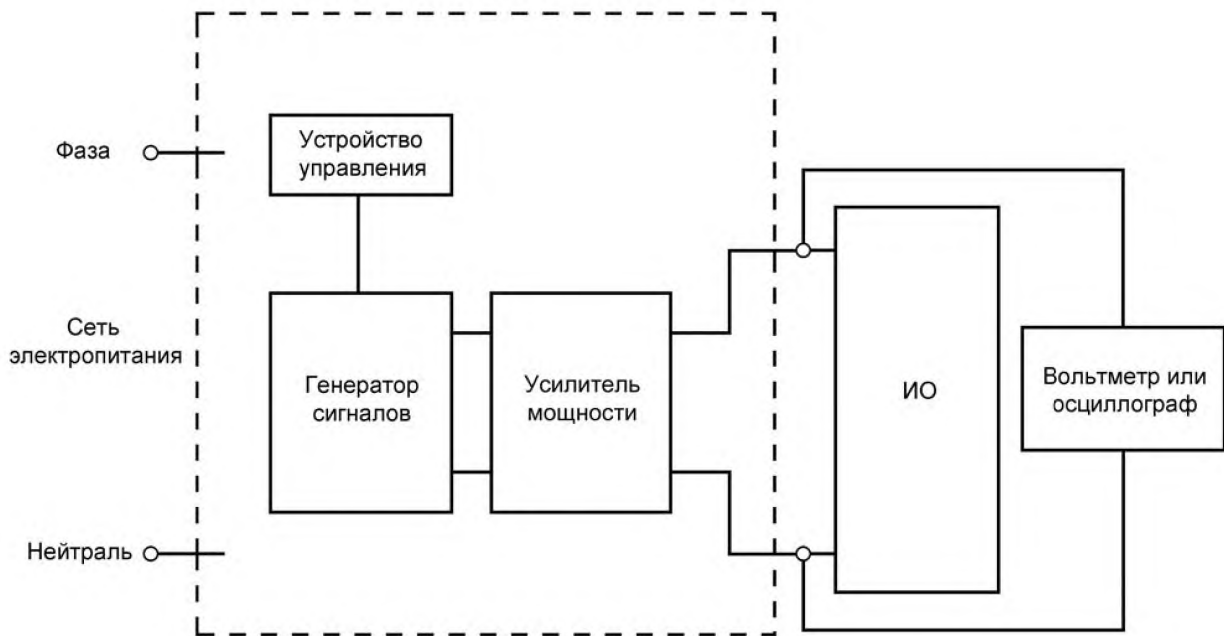 Устройство
управления
Фаза
Сеть
электропитания
Генератор
сигналов
Усилитель
мощности
ИО
Вольтметр или
осциллограф
Нейтраль